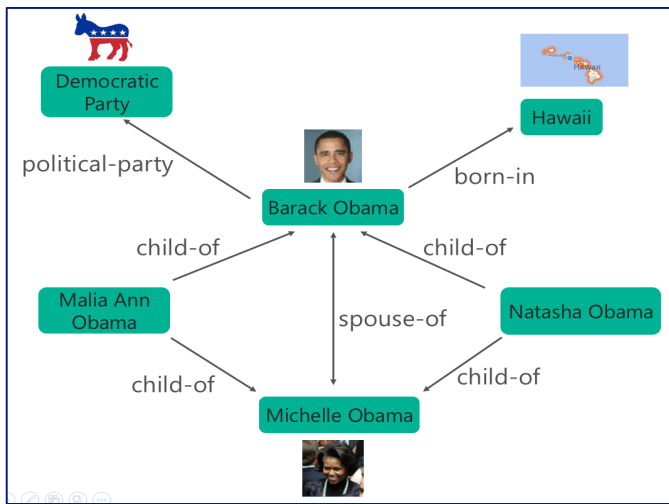 Democratic
Party
HAWAII
Hawaii
political-party
born-in
Barack Obama
child-of
child-of
Malia Ann
Obama
spouse-of
Natasha Obama
child-of
child-of
Michelle Obama